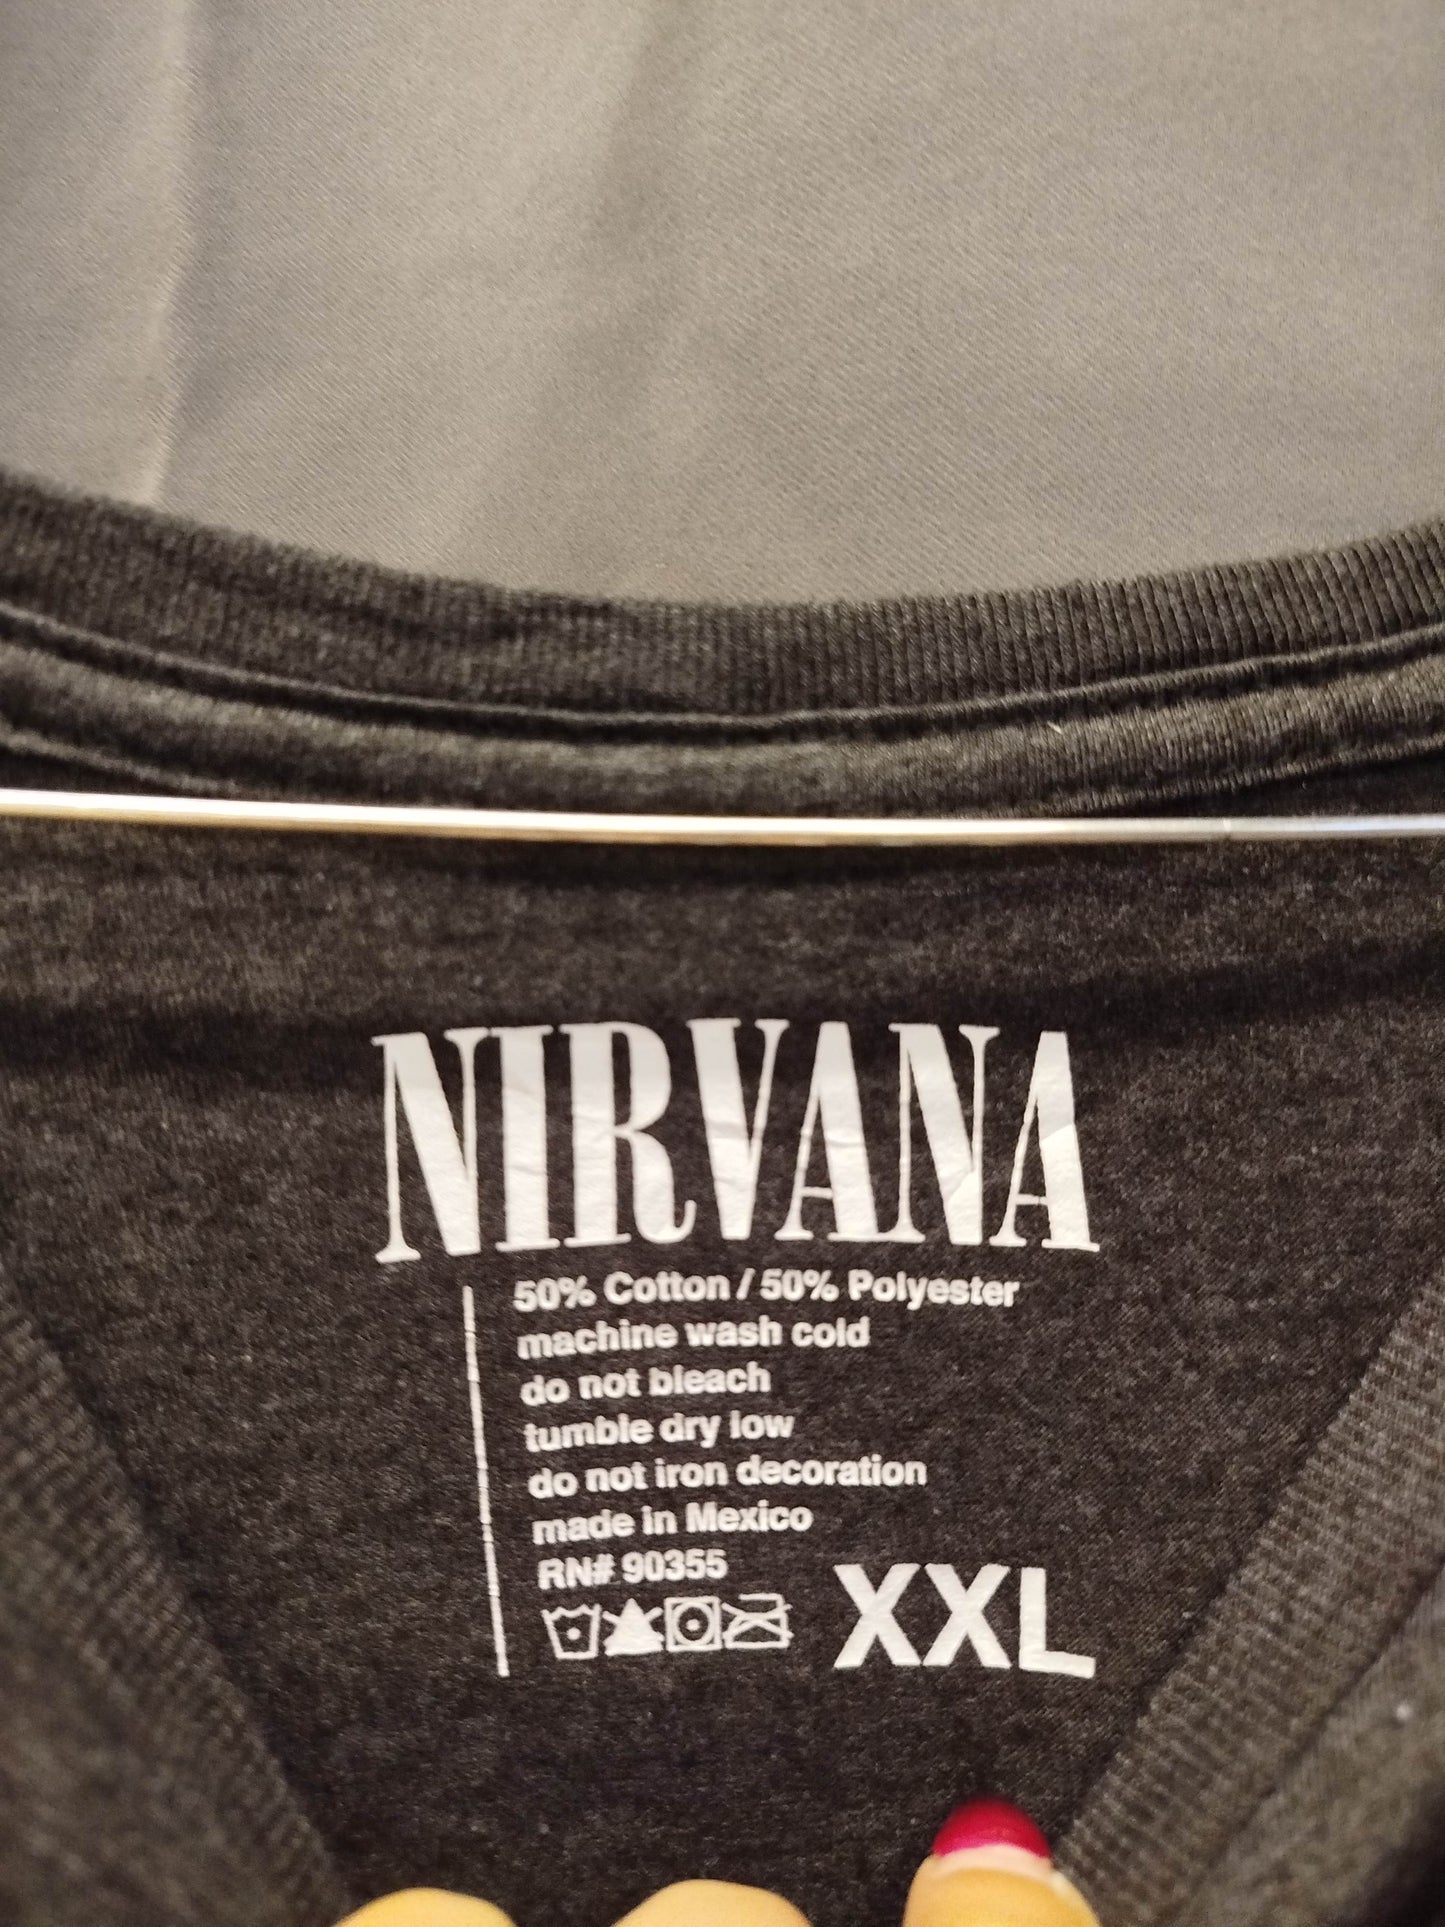 NIRVANA
50% Cotton / 50% Polyester
machine wash cold
do not bleach
tumble dry low
do not iron decoration
made in Mexico
RN# 90355
XXL